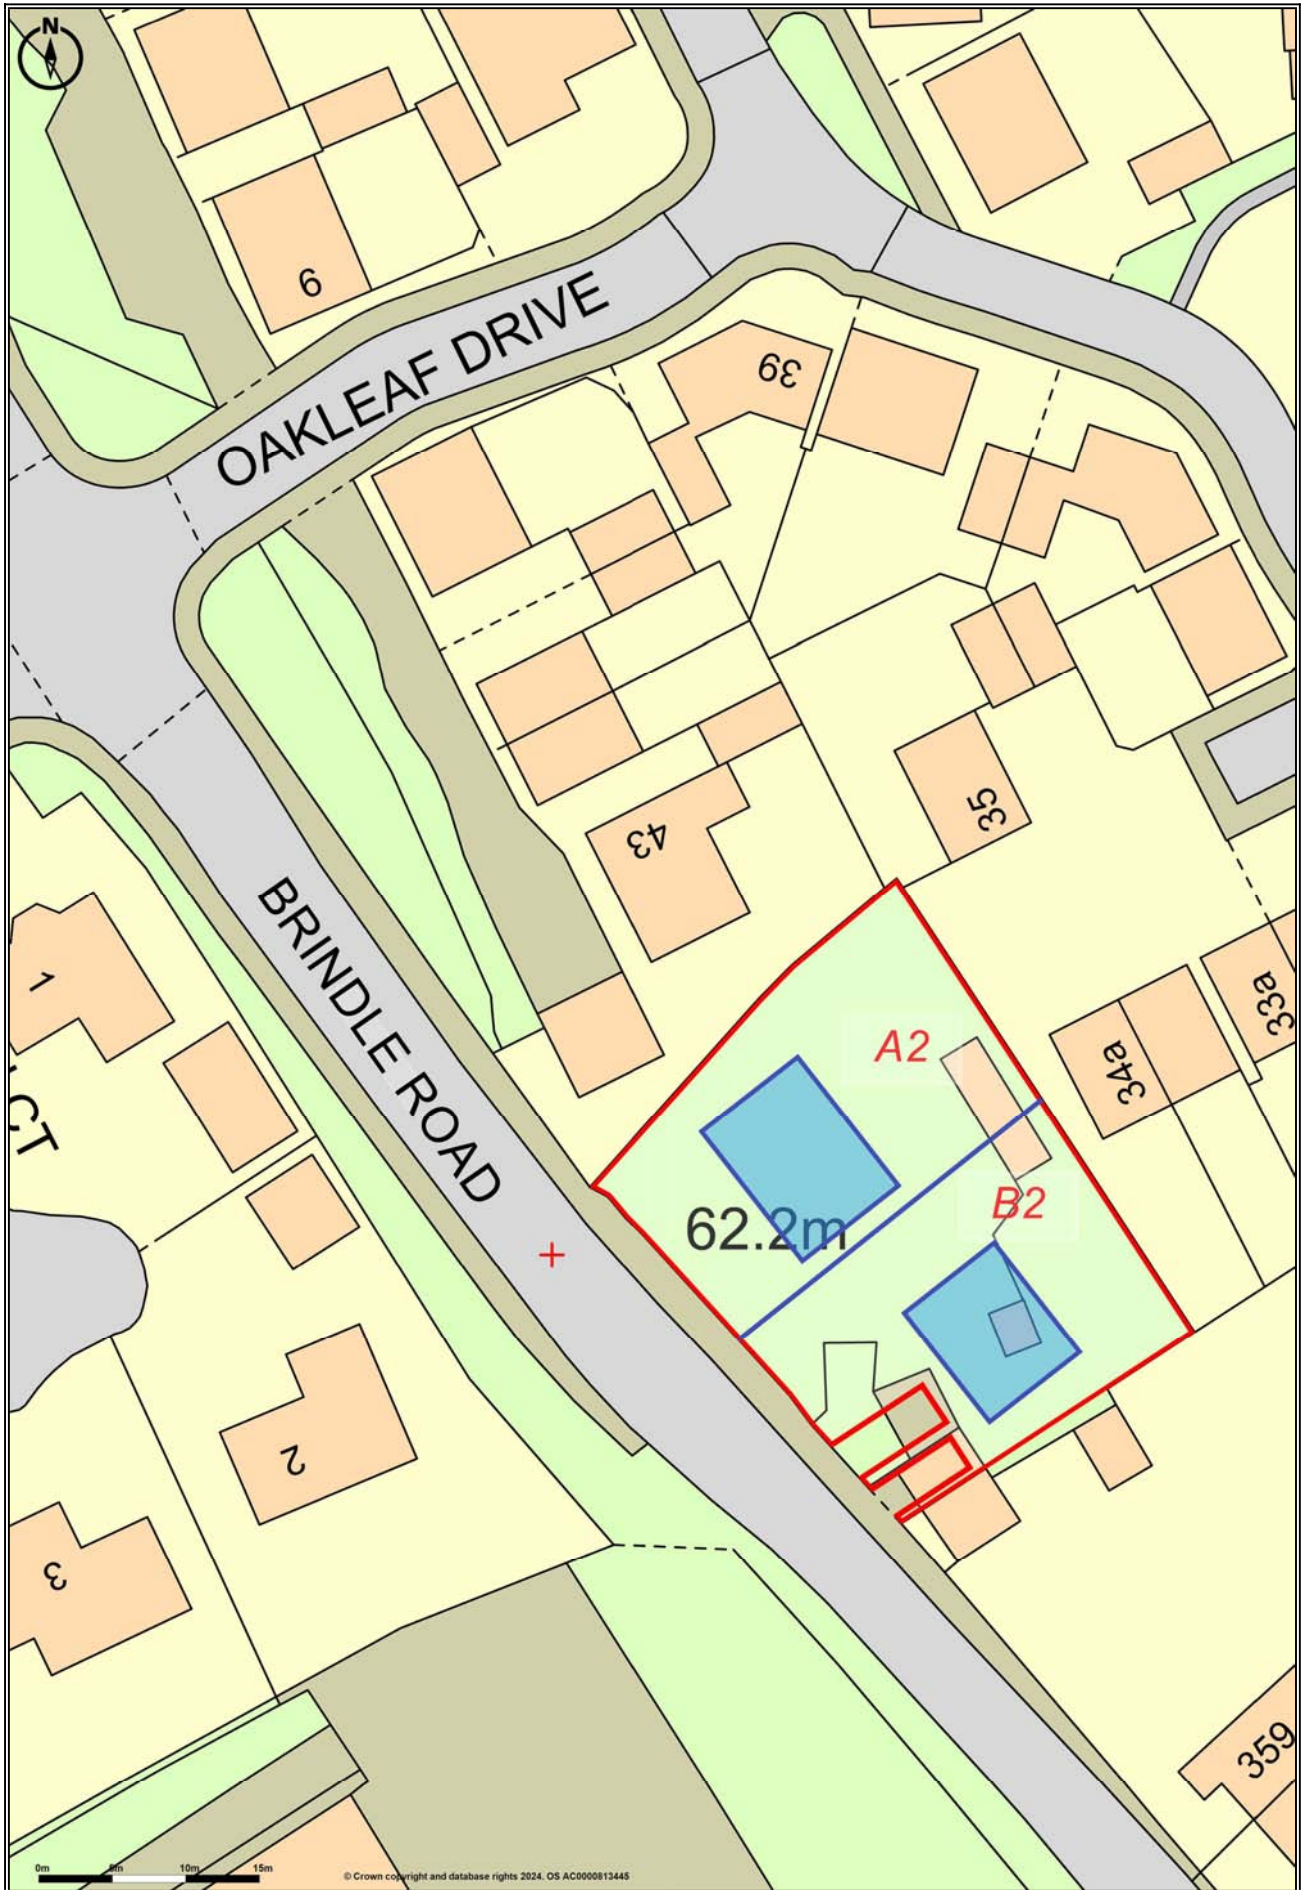 N
9
OAKLEAF DRIVE
39
43
35
BRINDLE ROAD
1
CT
A2
34a
33a
B2
62.2m
2
3
359
0m 5m 10m 15m
© Crown copyright and database rights 2024. OS AC0000813445